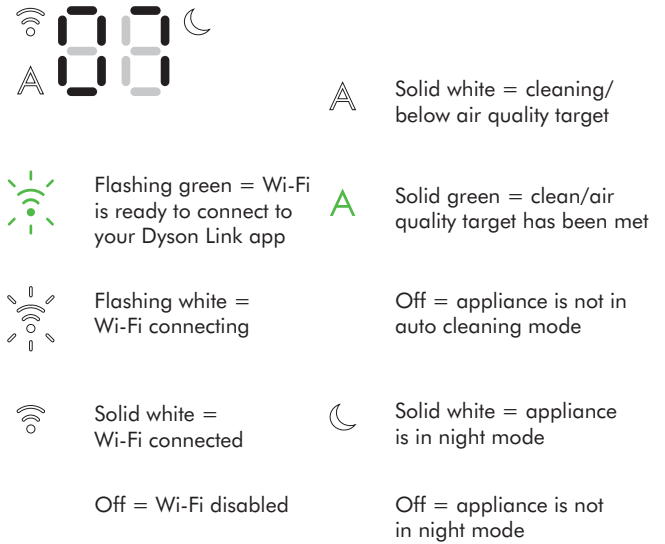 07
A
Flashing green = Wi-Fi
is ready to connect to
your Dyson Link app
Flashing white =
Wi-Fi connecting
Solid white =
Wi-Fi connected
Off = Wi-Fi disabled
A
Solid white = cleaning/
below air quality target
A
Solid green = clean/air
quality target has been met
Off = appliance is not in
auto cleaning mode
Solid white = appliance
is in night mode
Off = appliance is not
in night mode